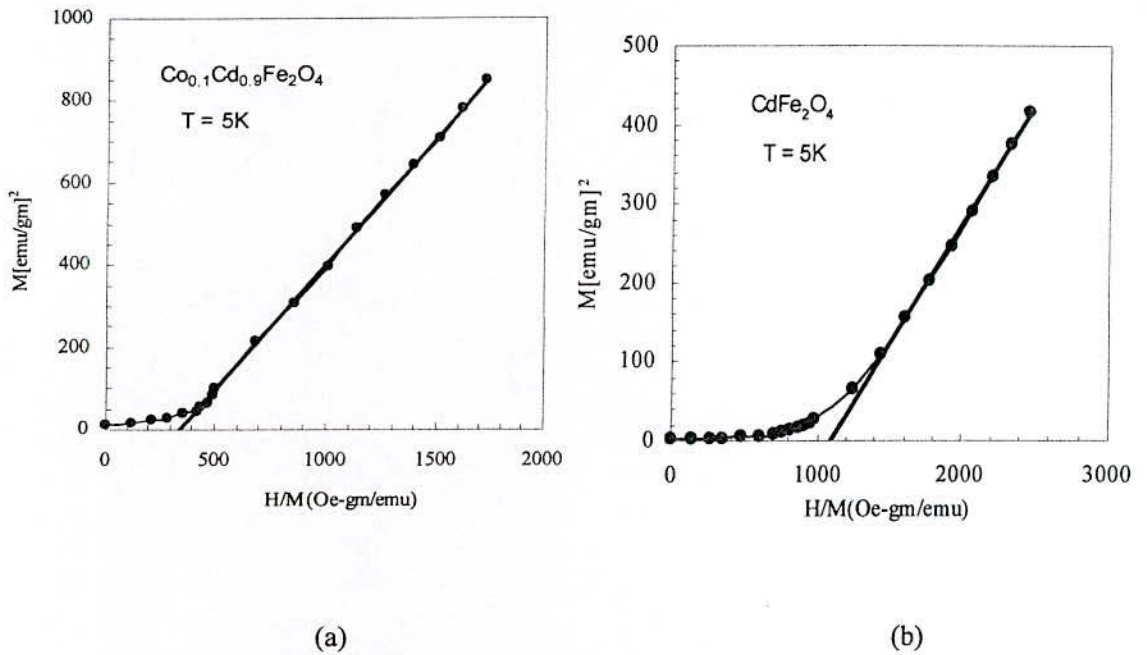 1000
800
600
400
200
0
Co₀.₁Cd₀.₉Fe₂O₄
T = 5K
M[emu/gm]²
0 500 1000 1500 2000
H/M(Oe-gm/emu)
(a)
500
400
300
200
100
0
CdFe₂O₄
T = 5K
M[emu/gm]²
0 1000 2000 3000
H/M(Oe-gm/emu)
(b)